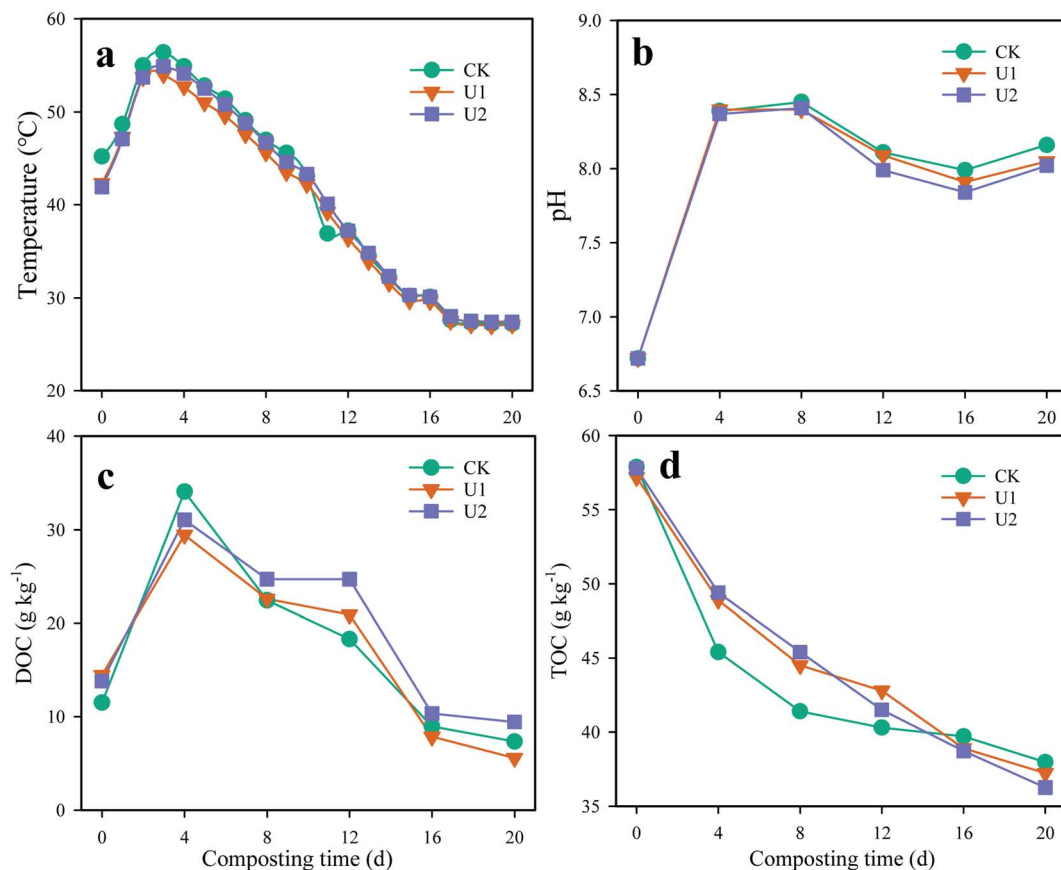 60
50
40
30
20
Temperature (°C)
a
CK
U1
U2
0 4 8 12 16 20
9.0
8.5
8.0
7.5
7.0
6.5
pH
b
CK
U1
U2
0 4 8 12 16 20
40
30
20
10
0
DOC (g kg⁻¹)
c
CK
U1
U2
0 4 8 12 16 20
Composting time (d)
60
55
50
45
40
35
TOC (g kg⁻¹)
d
CK
U1
U2
0 4 8 12 16 20
Composting time (d)